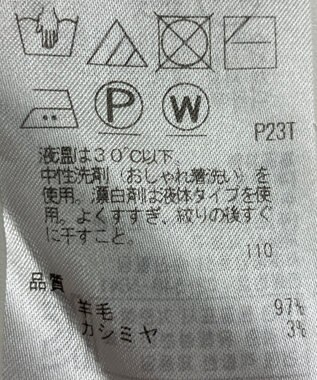 P
W
P23T
液温は30℃以下、
中性洗剤（おしゃれ着洗い）を
使用。漂白剤は液体タイプを使
用。よくすすぎ、絞りの後すぐ
に干すこと。
110
品質
羊毛 97%
カシミヤ 3%